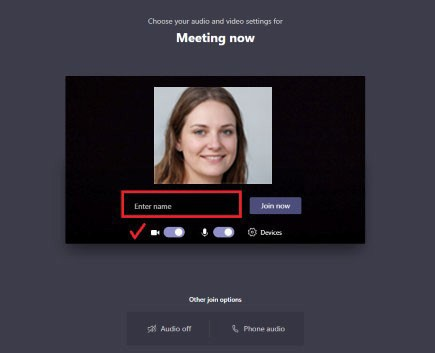 Choose your audio and video settings for
Meeting now
Enter name
Join now
Devices
Other join options
Audio off
Phone audio